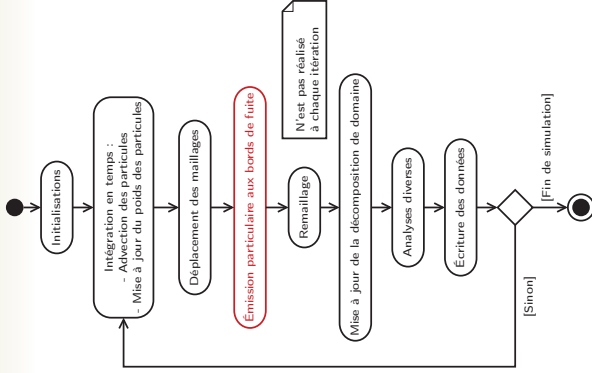 Initialisations
Intégration en temps :
- Advection des particules
- Mise à jour du poids des particules
Déplacement des maillages
Émission particulaire aux bords de fuite
N'est pas réalisé
à chaque itération
Remaillage
Mise à jour de la décomposition de domaine
Analyses diverses
Écriture des données
[Fin de simulation]
[Sinon]